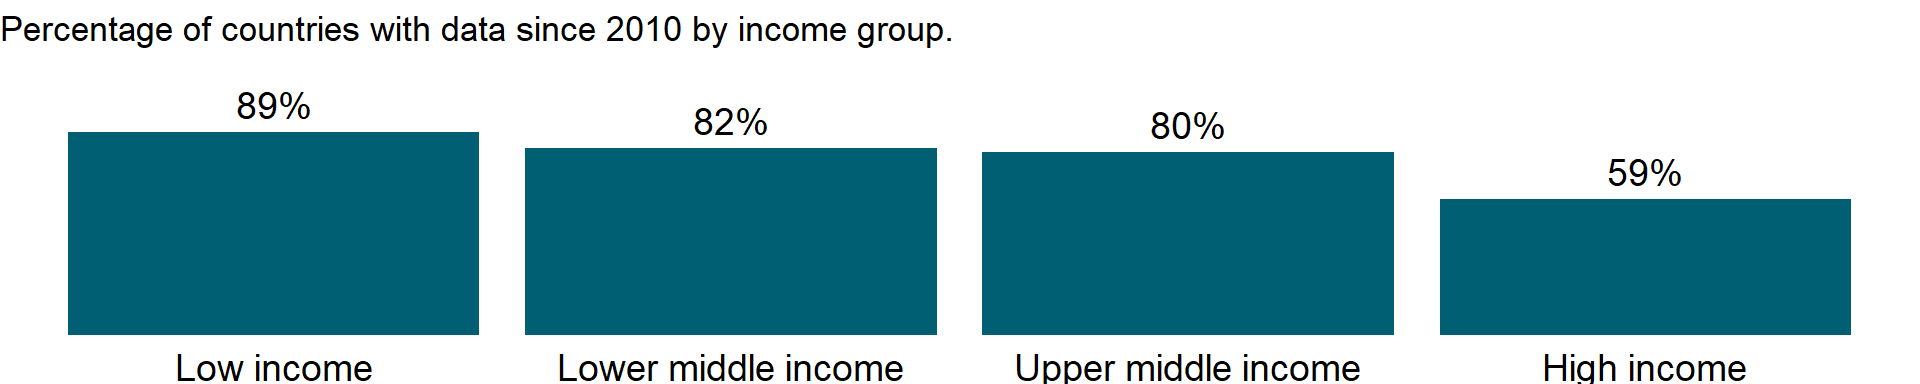 Percentage of countries with data since 2010 by income group.
89%
82%
80%
59%
Low income
Lower middle income
Upper middle income
High income